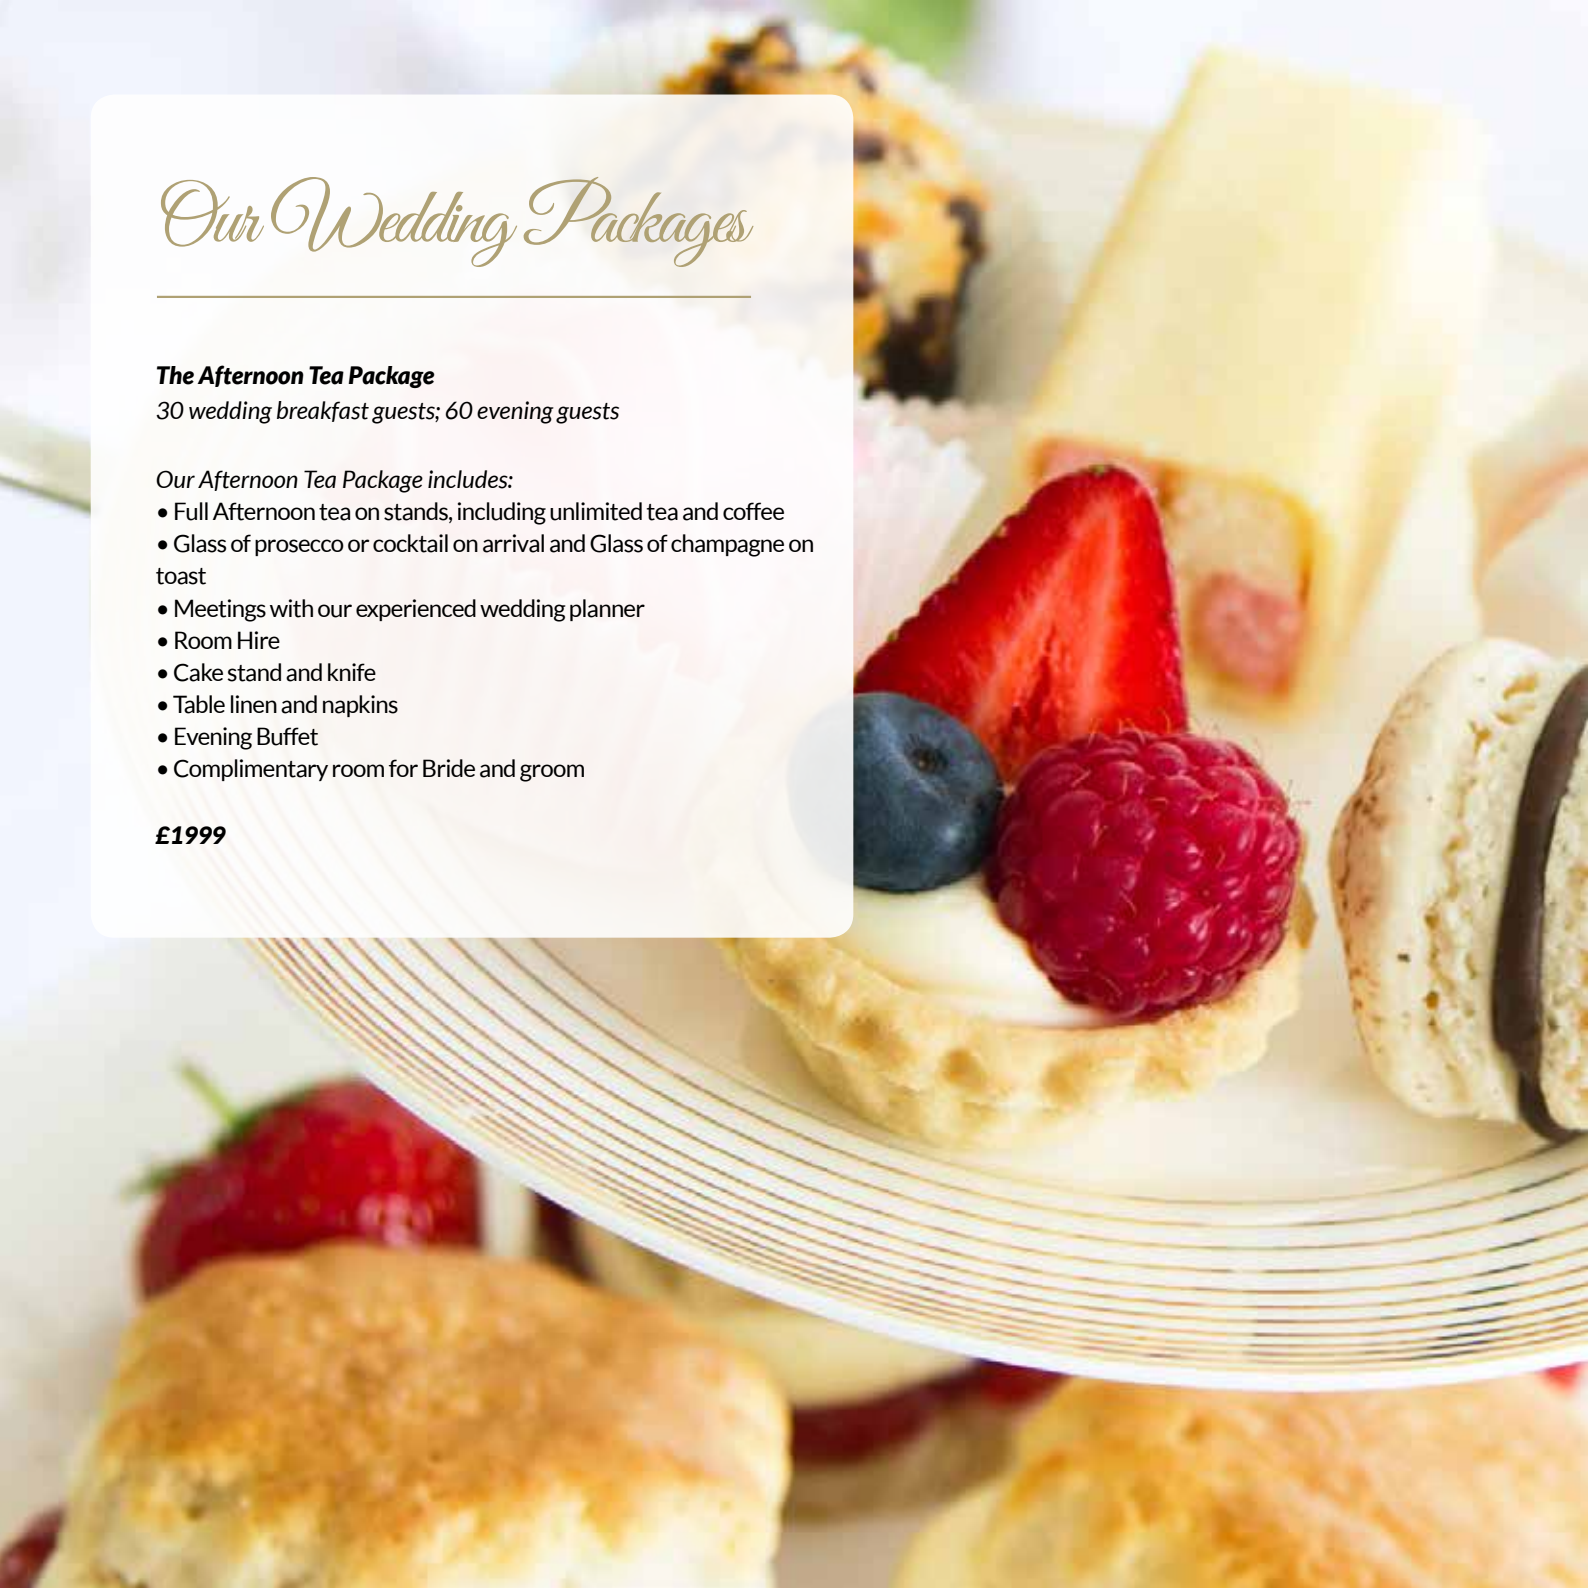 Our Wedding Packages
The Afternoon Tea Package
30 wedding breakfast guests; 60 evening guests
Our Afternoon Tea Package includes:
• Full Afternoon tea on stands, including unlimited tea and coffee
• Glass of prosecco or cocktail on arrival and Glass of champagne on
toast
• Meetings with our experienced wedding planner
• Room Hire
• Cake stand and knife
• Table linen and napkins
• Evening Buffet
• Complimentary room for Bride and groom
£1999